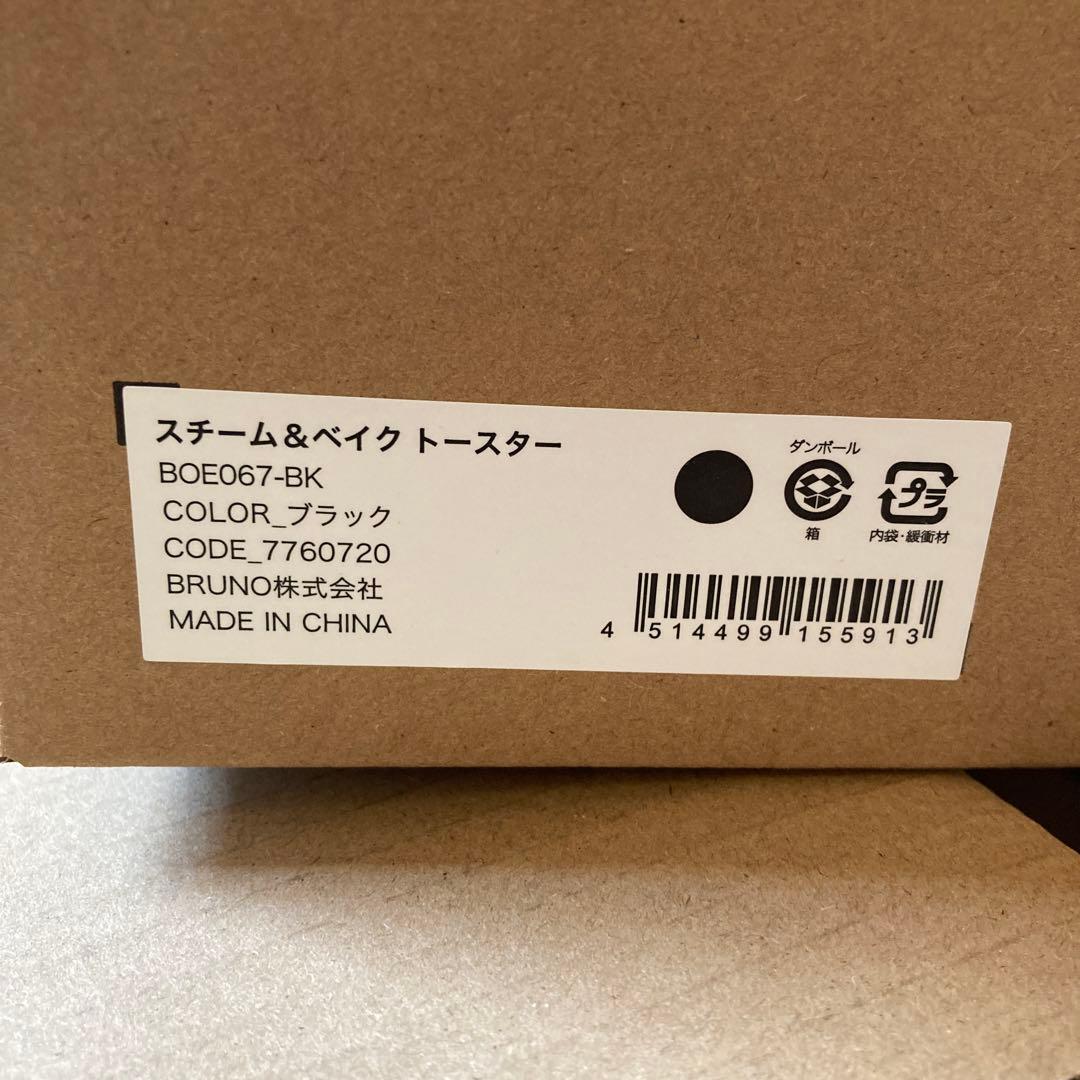 スチーム&ベイク トースター
BOE067-BK
COLOR_ブラック
CODE_7760720
BRUNO株式会社
MADE IN CHINA
ダンボール
箱
プラ
内袋・緩衝材
4 514499 155913